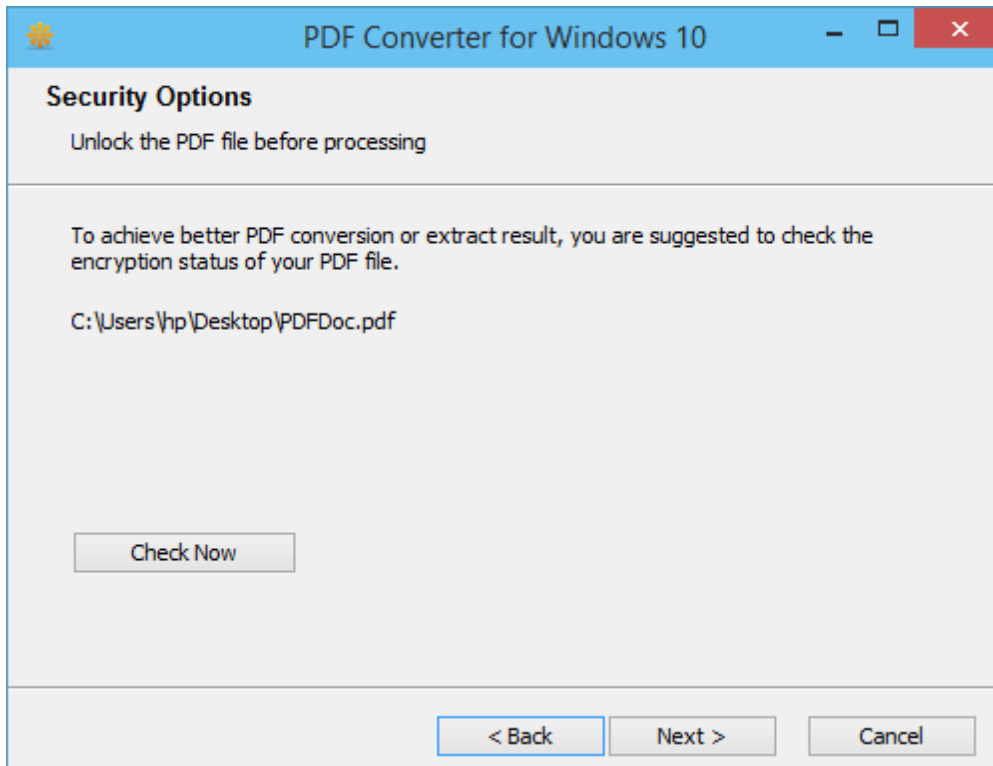 PDF Converter for Windows 10
Security Options
Unlock the PDF file before processing
To achieve better PDF conversion or extract result, you are suggested to check the
encryption status of your PDF file.
C:\Users\hp\Desktop\PDFDoc.pdf
Check Now
< Back
Next >
Cancel